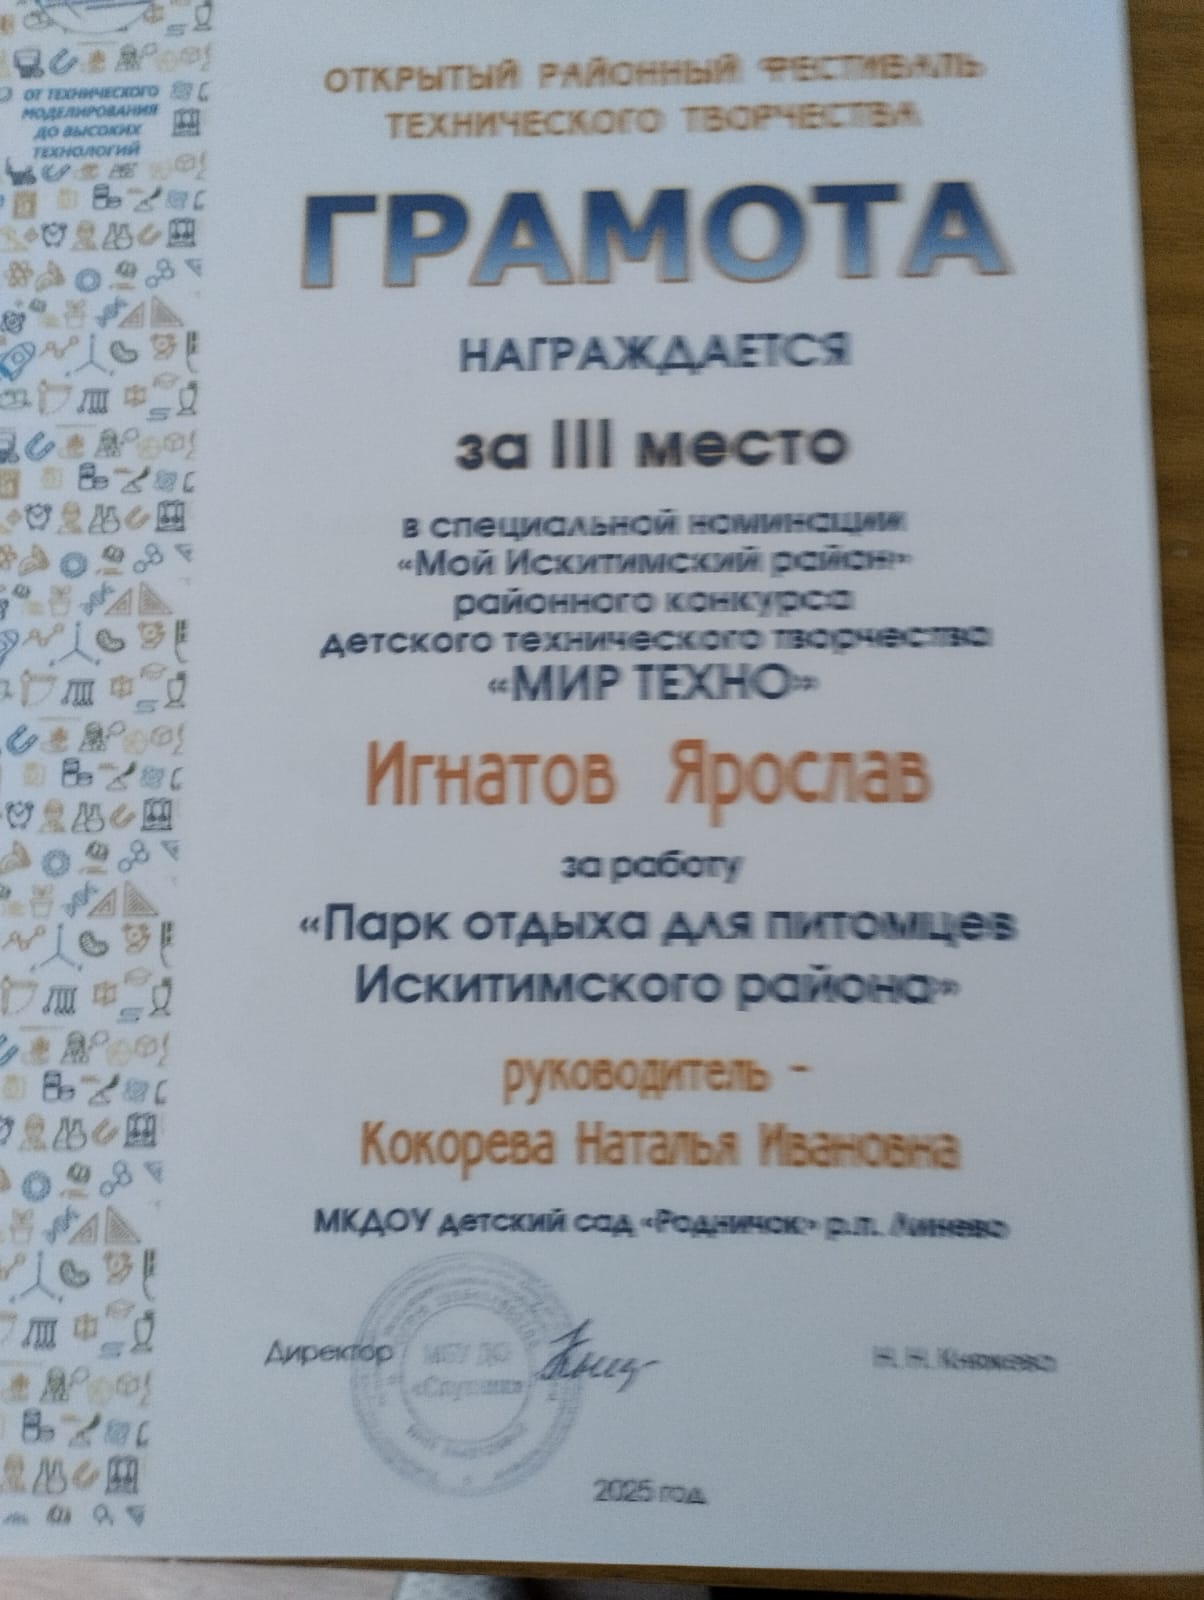 ОТ ТЕХНИЧЕСКОГО
МОДЕЛИРОВАНИЯ
ДО ВЫСОКИХ
ТЕХНОЛОГИЙ
ОТКРЫТЫЙ РАЙОННЫЙ ФЕСТИВАЛЬ
ТЕХНИЧЕСКОГО ТВОРЧЕСТВА
ГРАМОТА
НАГРАЖДАЕТСЯ
за III место
в специальной номинации
«Мой Искитимский район»
районного конкурса
детского технического творчества
«МИР ТЕХНО»
Игнатов Ярослав
за работу
«Парк отдыха для питомцев
Искитимского района»
руководитель -
Кокорева Наталья Ивановна
МКДОУ детский сад «Родничок» р.п. Линево
Директор
МБУ ДО
2025 год